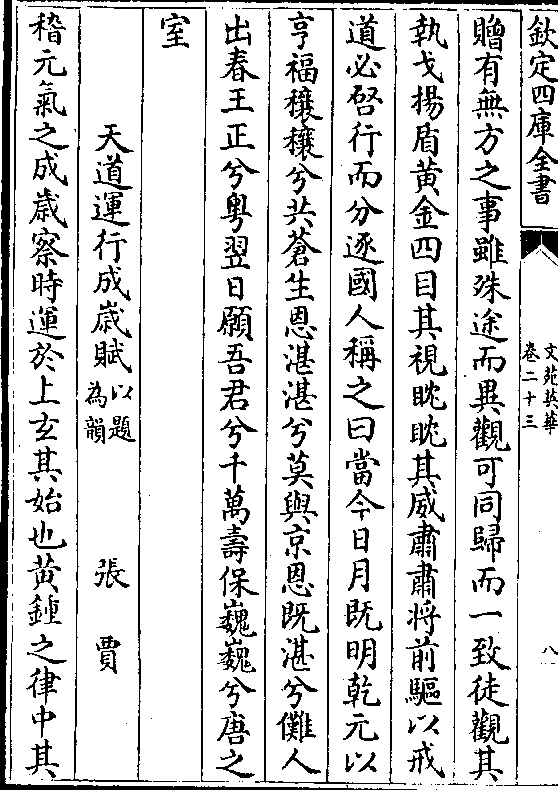 欽定四庫全書
文苑英華
卷二十三
八
贈有無方之事雖殊途而異觀可同歸而一致徒觀其
執戈揚盾黃金四目其視眈眈其威肅肅将前驅以戒
道必啓行而分逐國人稱之曰當今日月既明乾元以
亨福穰穰兮共蒼生恩湛湛兮莫與京恩既湛兮儺人
出春王正兮粤翌日願吾君兮千萬壽保巍巍兮唐之
室
天道運行成歲賦以題為韻 張賈
稽元氣之成歲察時運於上玄其始也黃鍾之律中其